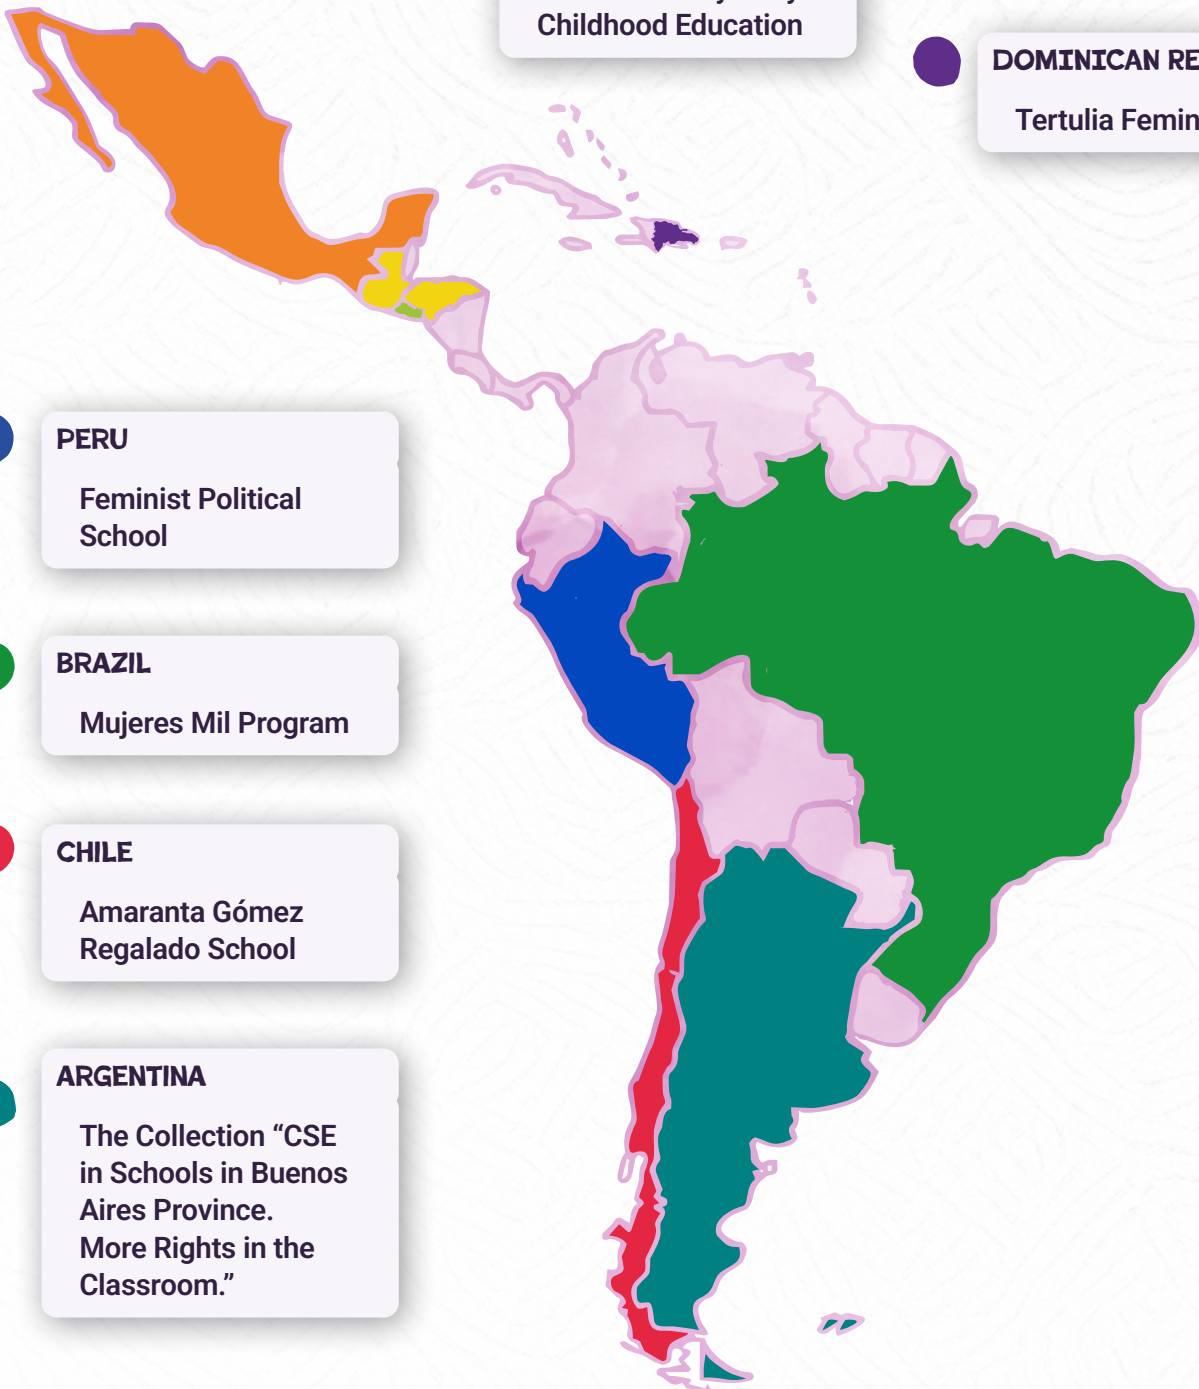 Childhood Education
DOMINICAN RE
Tertulia Femin
PERU
Feminist Political
School
BRAZIL
Mujeres Mil Program
CHILE
Amaranta Gómez
Regalado School
ARGENTINA
The Collection “CSE
in Schools in Buenos
Aires Province.
More Rights in the
Classroom.”